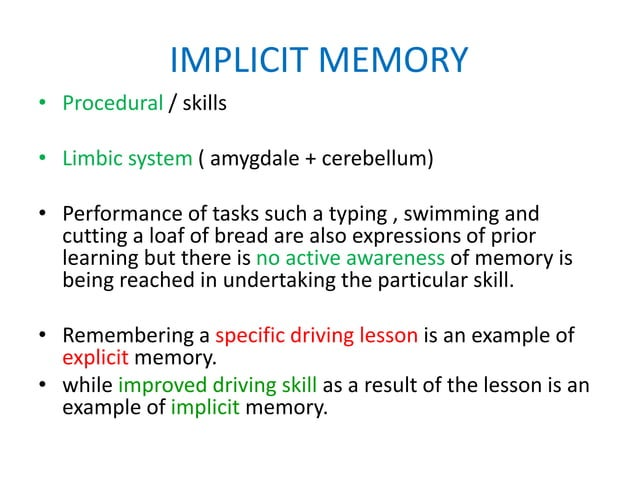 IMPLICIT MEMORY
• Procedural / skills
• Limbic system ( amygdale + cerebellum)
• Performance of tasks such a typing , swimming and
cutting a loaf of bread are also expressions of prior
learning but there is no active awareness of memory is
being reached in undertaking the particular skill.
• Remembering a specific driving lesson is an example of
explicit memory.
• while improved driving skill as a result of the lesson is an
example of implicit memory.